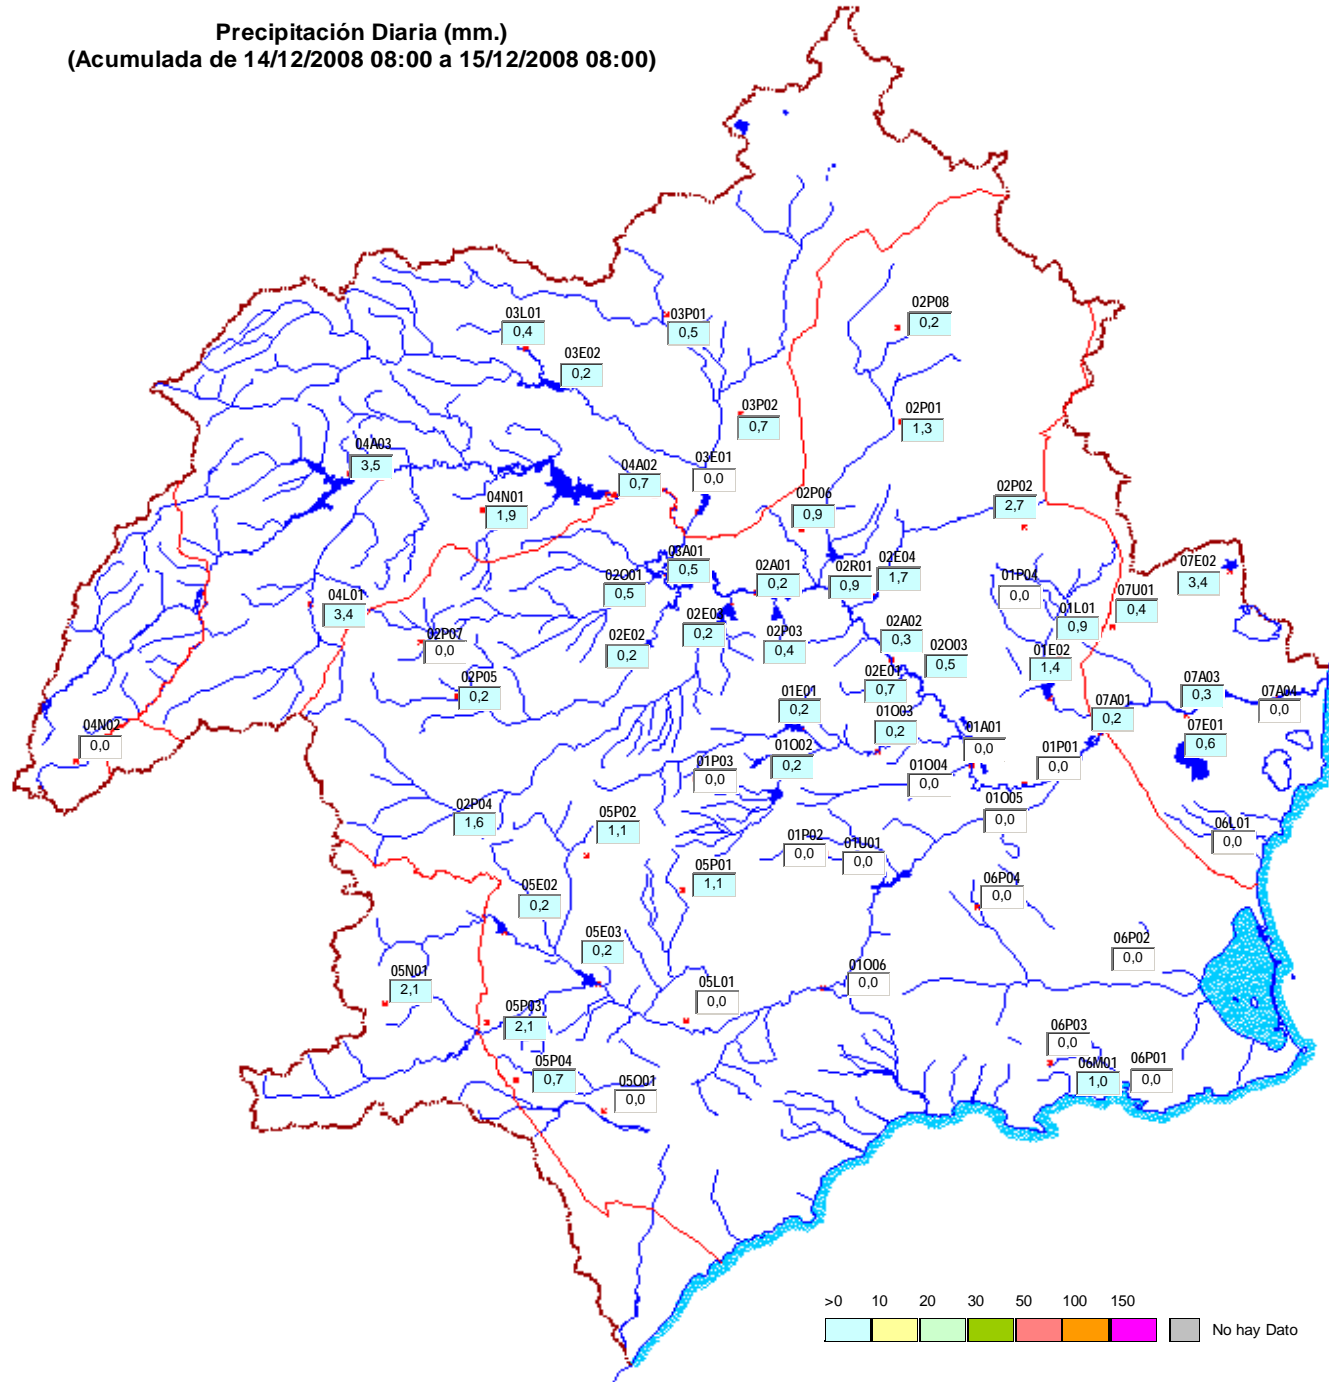 Precipitación Diaria (mm.)
(Acumulada de 14/12/2008 08:00 a 15/12/2008 08:00)
02P08
0,2
03L01
0,4
03P01
0,5
03E02
0,2
03P02
0,7
02P01
1,3
04A03
3,5
04A02
0,7
03E01
0,0
04N01
1,9
02P06
0,9
02P02
2,7
03A01
0,5
02O01
0,5
02A01
0,2
02R01
0,9
02E04
1,7
01P04
0,0
07E02
3,4
07U01
0,4
04L01
3,4
01L01
0,9
02E03
0,2
02P07
0,0
02E02
0,2
02P03
0,4
02A02
0,3
02O03
0,5
01E02
1,4
02P05
0,2
02E01
0,7
01E01
0,2
07A03
0,3
07A04
0,0
07A01
0,2
01O03
0,2
04N02
0,0
01A01
0,0
07E01
0,6
01O02
0,2
01P03
0,0
01O04
0,0
01P01
0,0
02P04
1,6
05P02
1,1
01O05
0,0
06L01
0,0
01P02
0,0
01U01
0,0
05P01
1,1
06P04
0,0
05E02
0,2
05E03
0,2
06P02
0,0
05N01
2,1
05L01
0,0
01O06
0,0
05P03
2,1
06P03
0,0
05P04
0,7
06M01
1,0
06P01
0,0
05O01
0,0
>0 10 20 30 50 100 150
No hay Dato